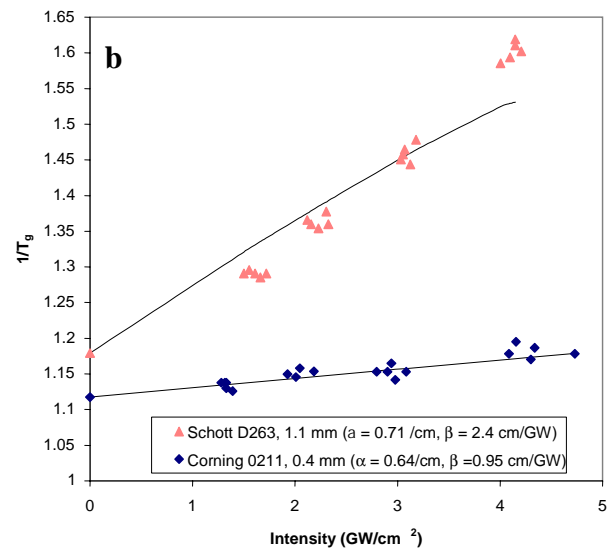 1.65
1.6
1.55
1.5
1.45
1.4
1.35
1.3
1.25
1.2
1.15
1.1
1.05
1
b
1/Tg
Schott D263, 1.1 mm (a = 0.71 /cm, β = 2.4 cm/GW)
Corning 0211, 0.4 mm (α = 0.64/cm, β =0.95 cm/GW)
0 1 2 3 4 5
Intensity (GW/cm 2)